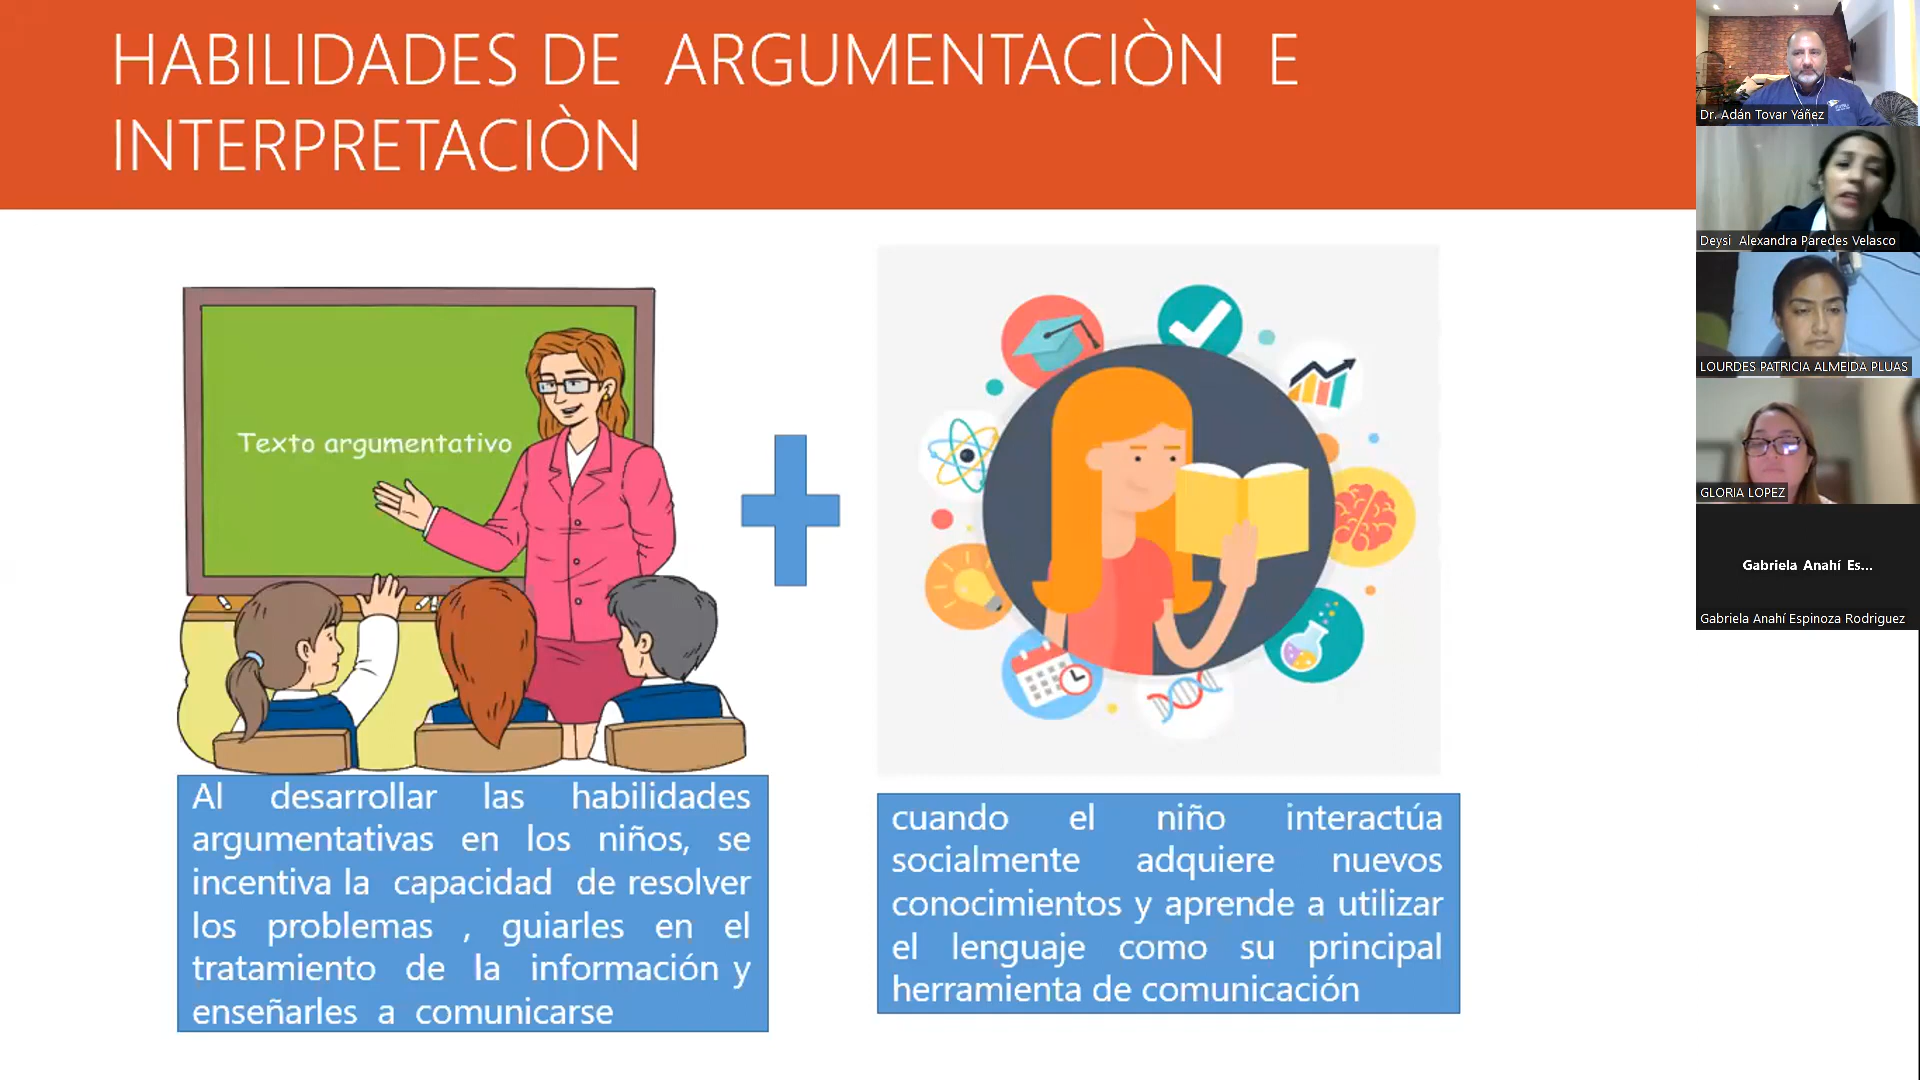 HABILIDADES DE ARGUMENTACIÒN E
INTERPRETACIÒN
Texto argumentativo
Al desarrollar las habilidades
argumentativas en los niños, se
incentiva la capacidad de resolver
los problemas , guiarles en el
tratamiento de la información y
enseñarles a comunicarse
cuando el niño interactúa
socialmente adquiere nuevos
conocimientos y aprende a utilizar
el lenguaje como su principal
herramienta de comunicación
Dr. Adán Tovar Yáñez
Deysi Alexandra Paredes Velasco
LOURDES PATRICIA ALMEIDA PLUAS
GLORIA LOPEZ
Gabriela Anahí Es...
Gabriela Anahí Espinoza Rodriguez